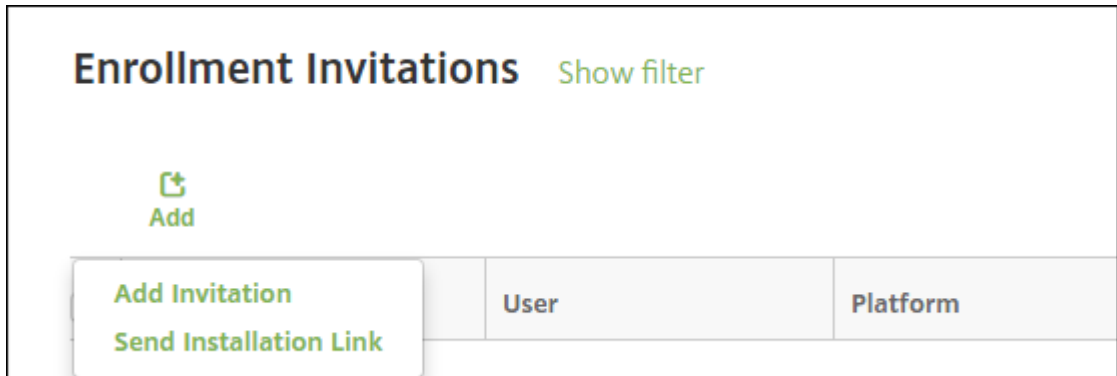 Enrollment Invitations Show filter
Add
Add Invitation
Send Installation Link
User Platform